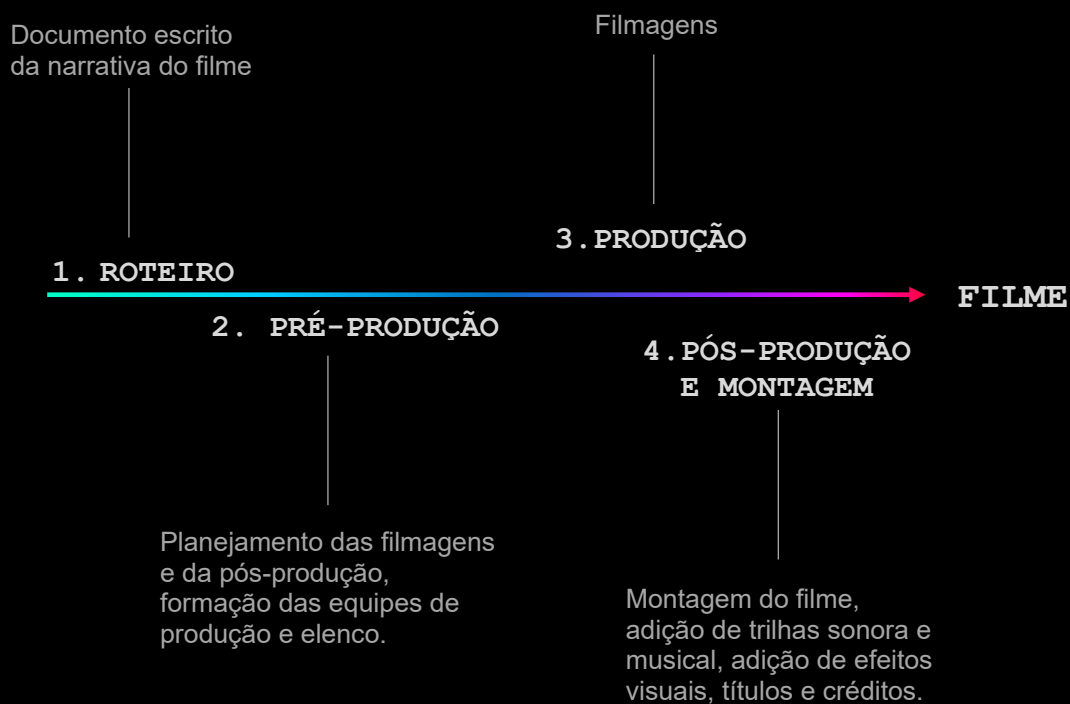 Documento escrito
da narrativa do filme
Filmagens
1. ROTEIRO
3.PRODUÇÃO
FILME
2. PRÉ-PRODUÇÃO
4.PÓS-PRODUÇÃO
E MONTAGEM
Planejamento das filmagens
e da pós-produção,
formação das equipes de
produção e elenco.
Montagem do filme,
adição de trilhas sonora e
musical, adição de efeitos
visuais, títulos e créditos.